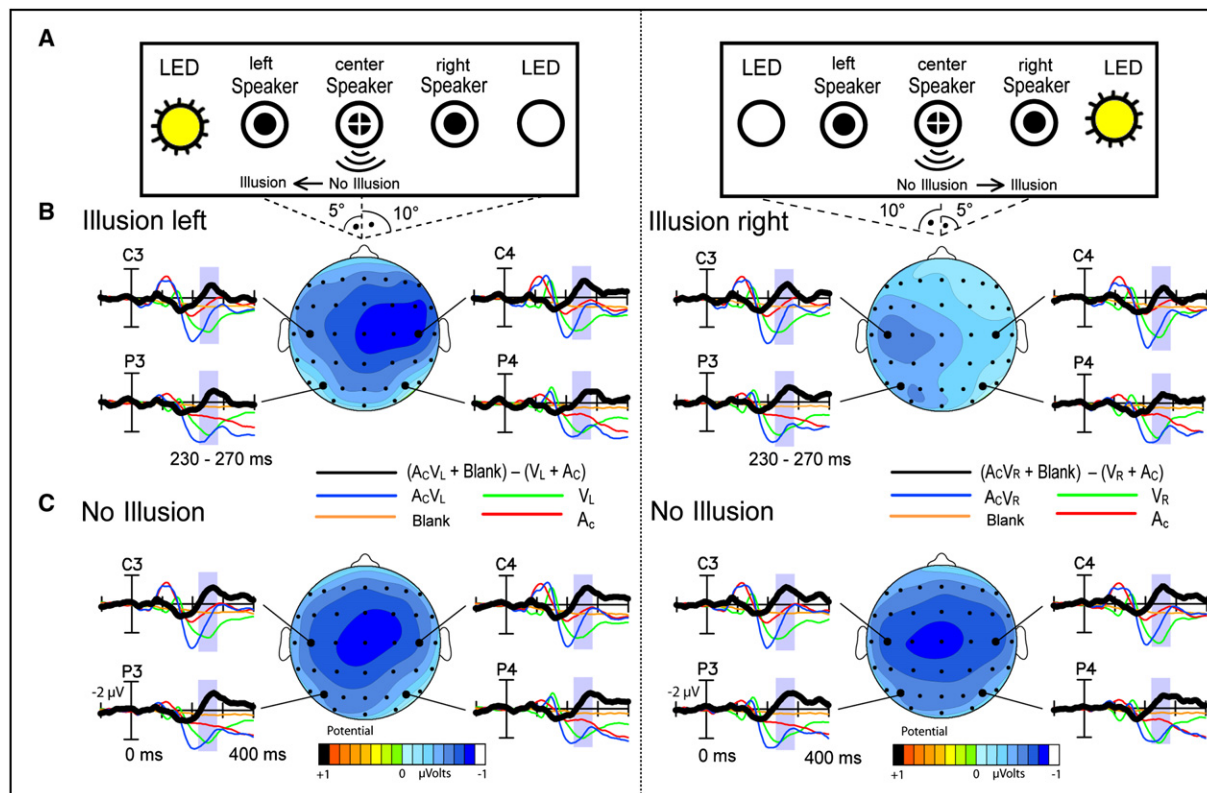 A
LED
left
Speaker
center
Speaker
right
Speaker
LED
Illusion ← No Illusion
LED
left
Speaker
center
Speaker
right
Speaker
LED
No Illusion → Illusion
B
Illusion left
5°
10°
C3
C4
P3
P4
230 - 270 ms
Illusion right
10°
5°
C3
C4
P3
P4
230 - 270 ms
(AcVL + Blank) – (VL + Ac)
AcVL
VL
Blank
Ac
(AcVR + Blank) – (VR + Ac)
AcVR
VR
Blank
Ac
C
No Illusion
C3
C4
P3
P4
-2 µV
0 ms
400 ms
Potential
+1
0
µVolts
-1
No Illusion
C3
C4
P3
P4
-2 µV
0 ms
400 ms
Potential
+1
0
µVolts
-1